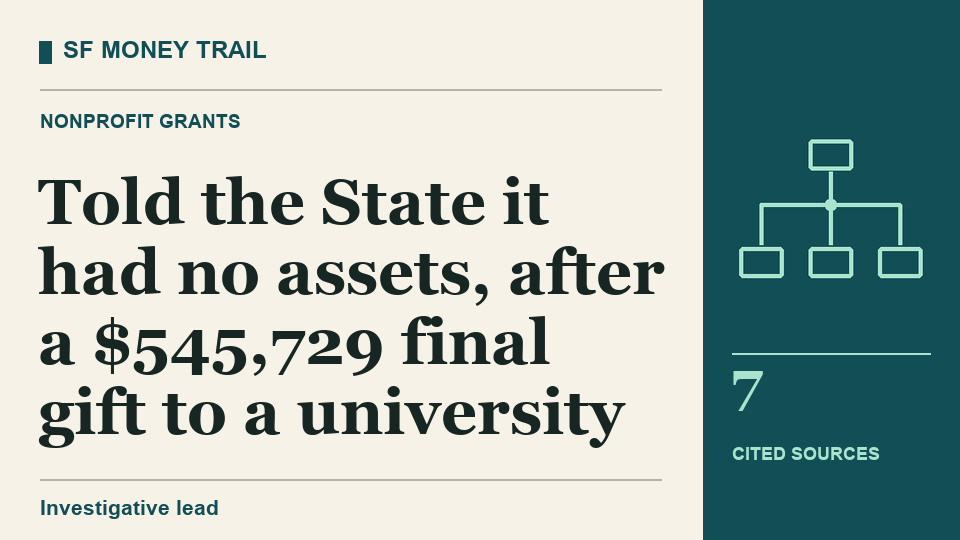 SF MONEY TRAIL
NONPROFIT GRANTS
Told the State it
had no assets, after
a $545,729 final
gift to a university
Investigative lead
7
CITED SOURCES